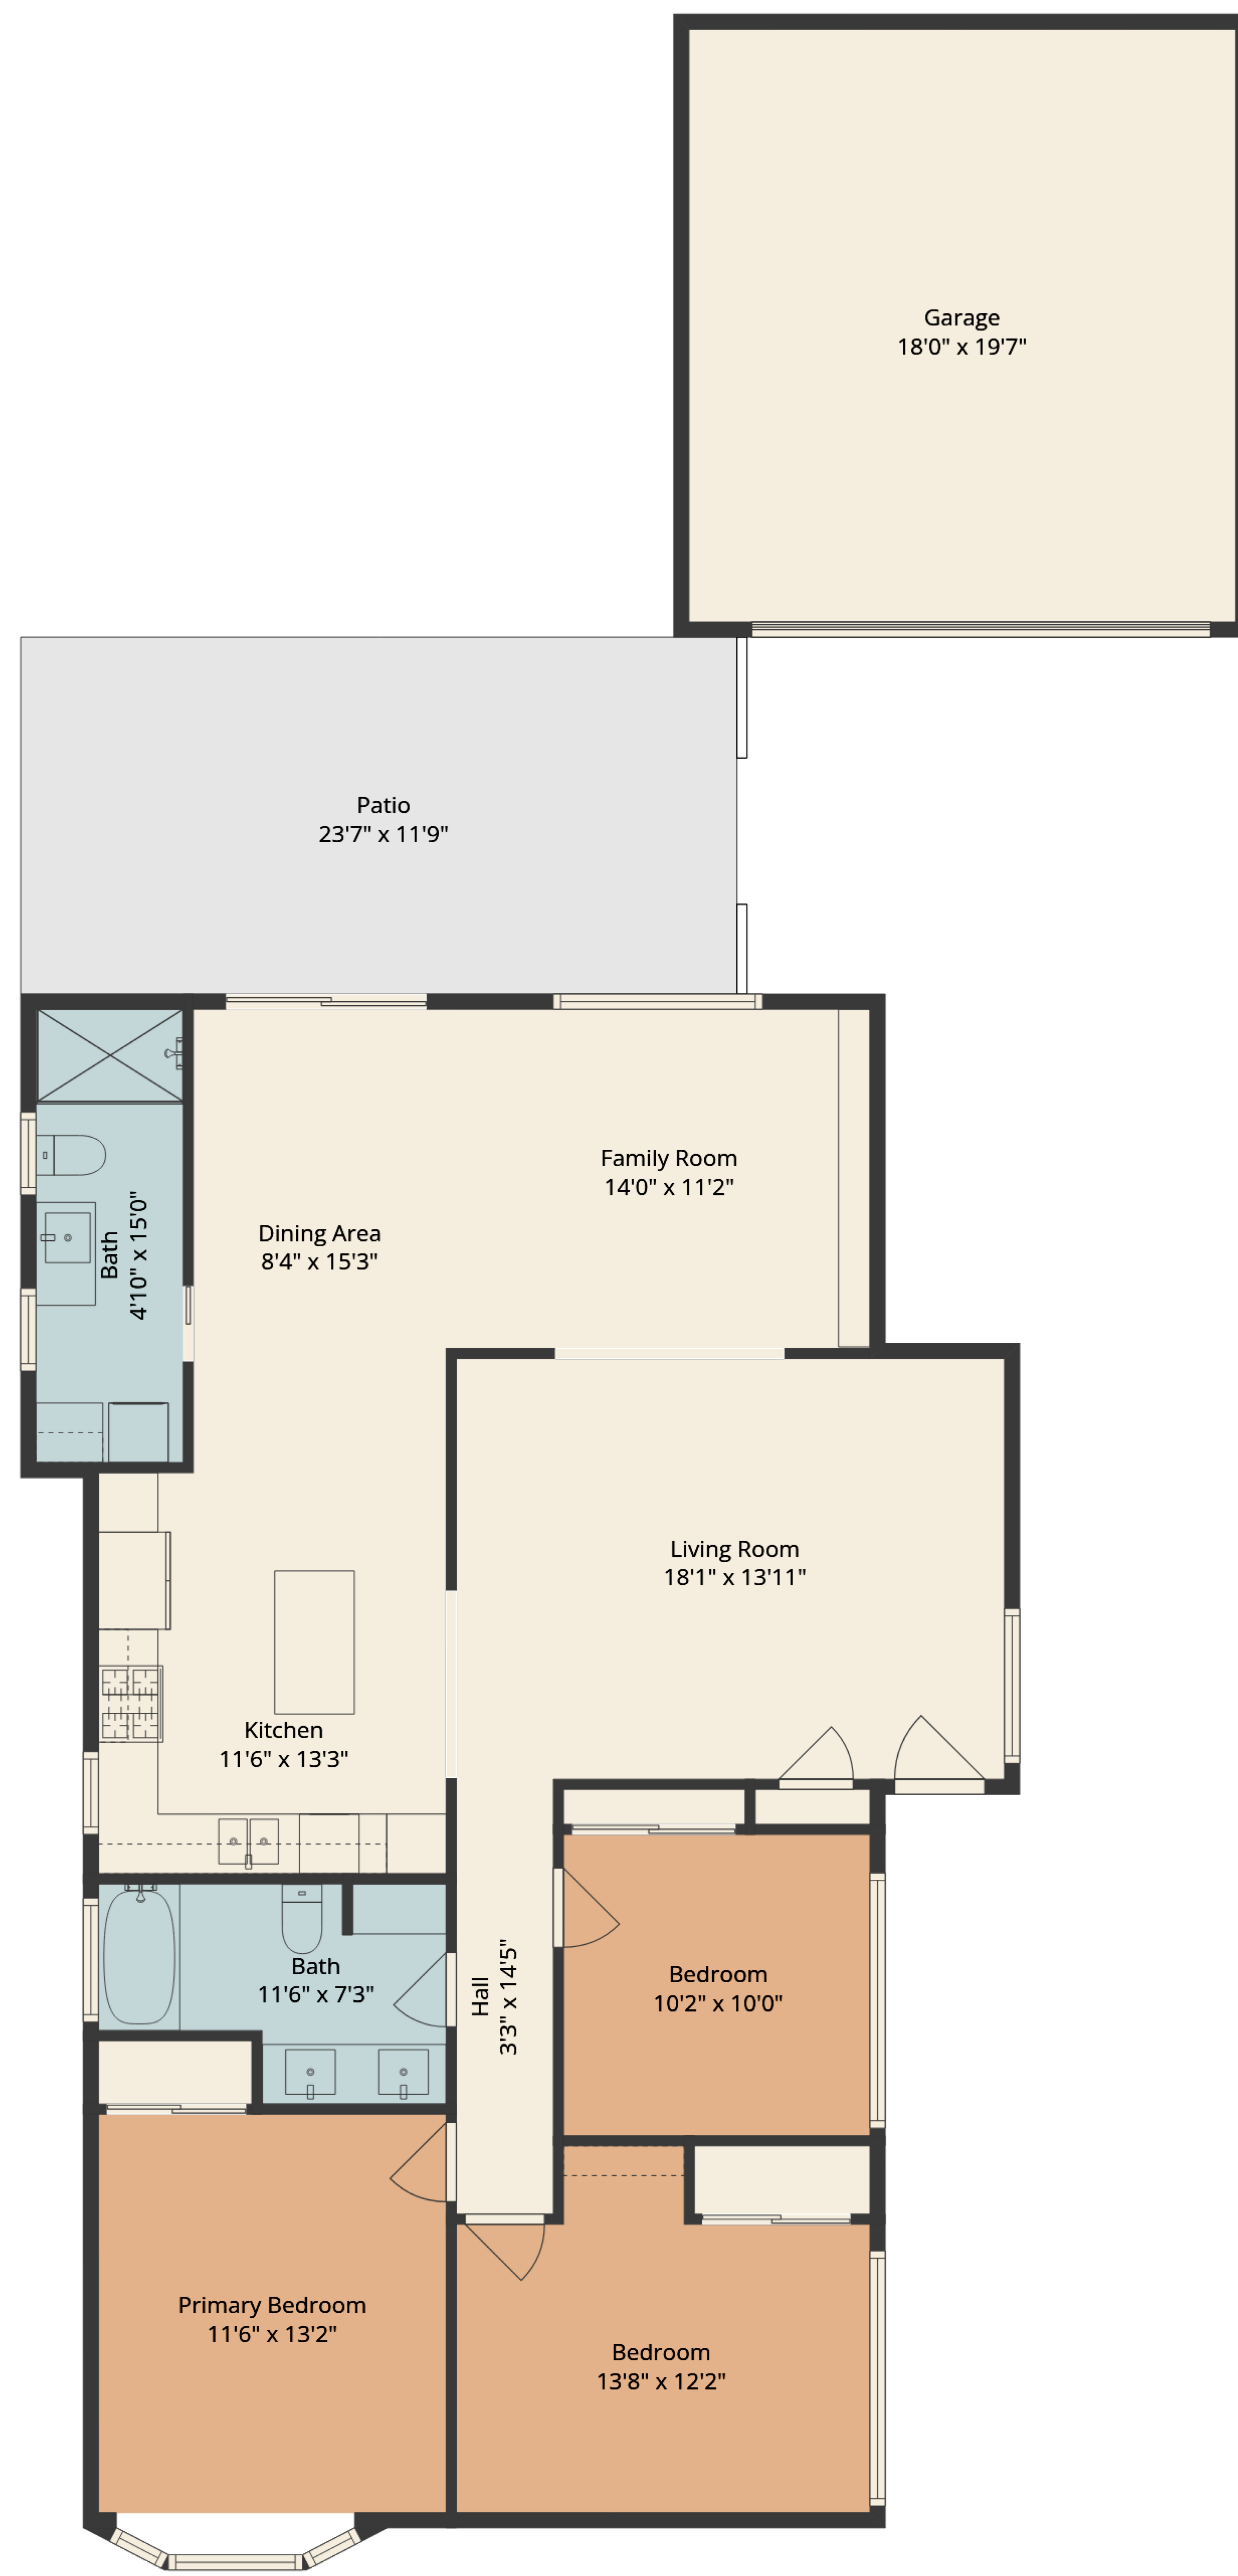 Garage
18'0" x 19'7"
Patio
23'7" x 11'9"
Family Room
14'0" x 11'2"
Dining Area
8'4" x 15'3"
Bath
4'10" x 15'0"
Living Room
18'1" x 13'11"
Kitchen
11'6" x 13'3"
Bath
11'6" x 7'3"
Hall
3'3" x 14'5"
Bedroom
10'2" x 10'0"
Primary Bedroom
11'6" x 13'2"
Bedroom
13'8" x 12'2"